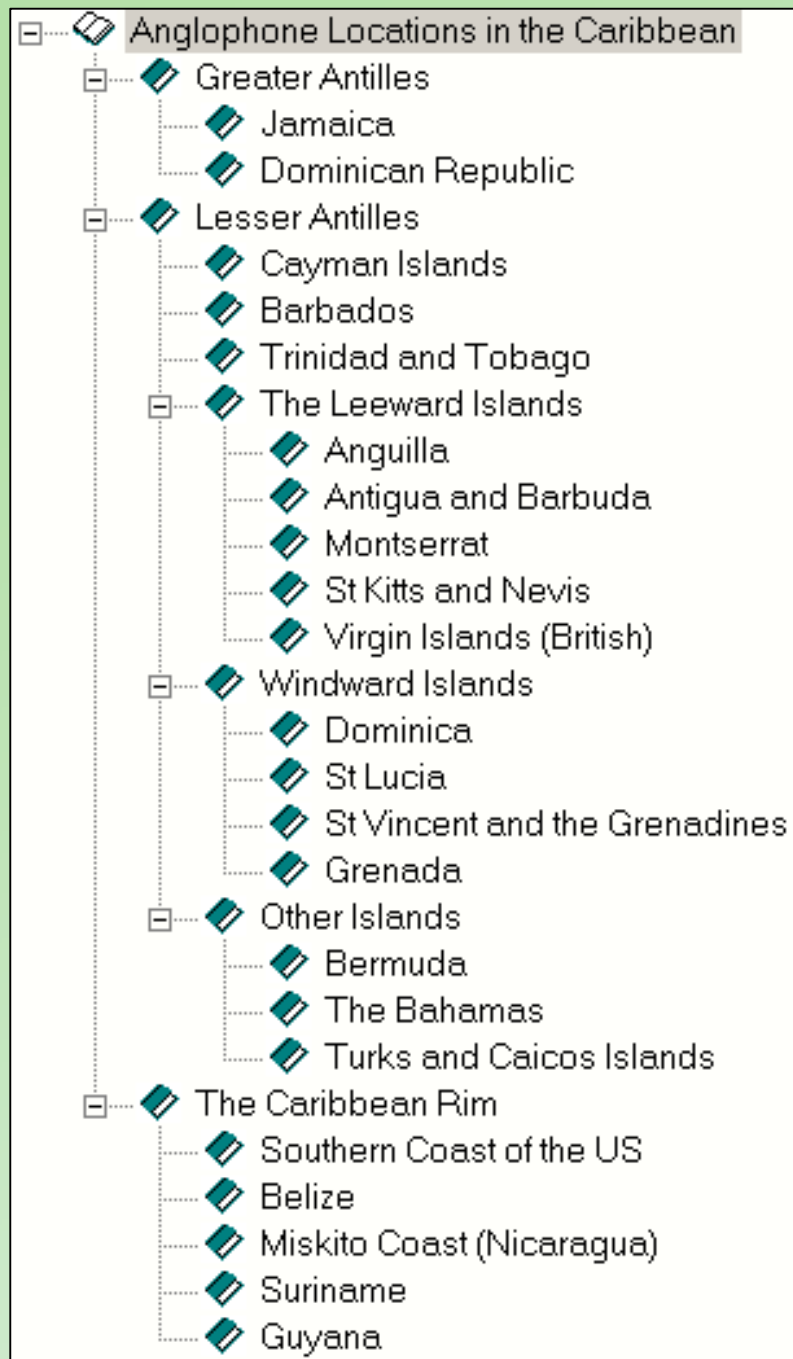 Anglophone Locations in the Caribbean
Greater Antilles
Jamaica
Dominican Republic
Lesser Antilles
Cayman Islands
Barbados
Trinidad and Tobago
The Leeward Islands
Anguilla
Antigua and Barbuda
Montserrat
St Kitts and Nevis
Virgin Islands (British)
Windward Islands
Dominica
St Lucia
St Vincent and the Grenadines
Grenada
Other Islands
Bermuda
The Bahamas
Turks and Caicos Islands
The Caribbean Rim
Southern Coast of the US
Belize
Miskito Coast (Nicaragua)
Suriname
Guyana